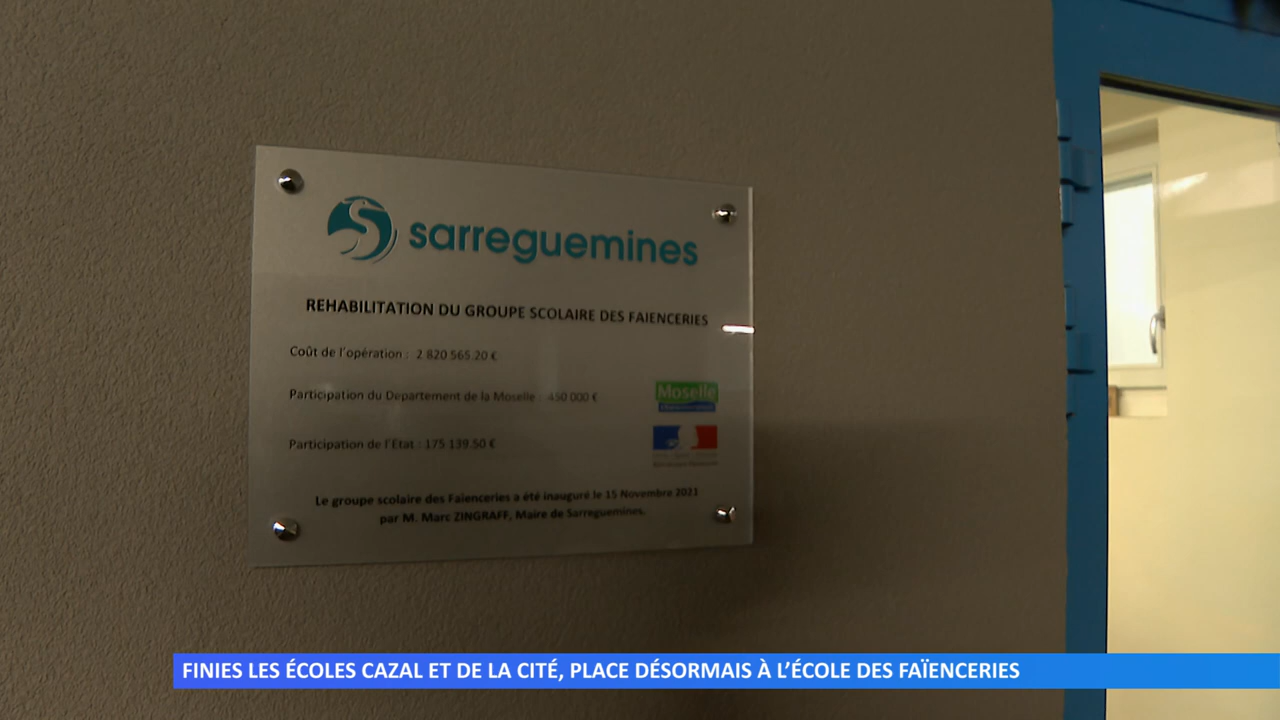 sarreguemines
REHABILITATION DU GROUPE SCOLAIRE DES FAIENCERIES
Coût de l'opération : 2 820 565.20 €
Participation du Departement de la Moselle : 450 000 €
Moselle
Participation de l'Etat : 175 139.50 €
Le groupe scolaire des Faienceries a été inauguré le 15 Novembre 2021
par M. Marc ZINGRAFF, Maire de Sarreguemines.
FINIES LES ÉCOLES CAZAL ET DE LA CITÉ, PLACE DÉSORMAIS À L'ÉCOLE DES FAÏENCERIES